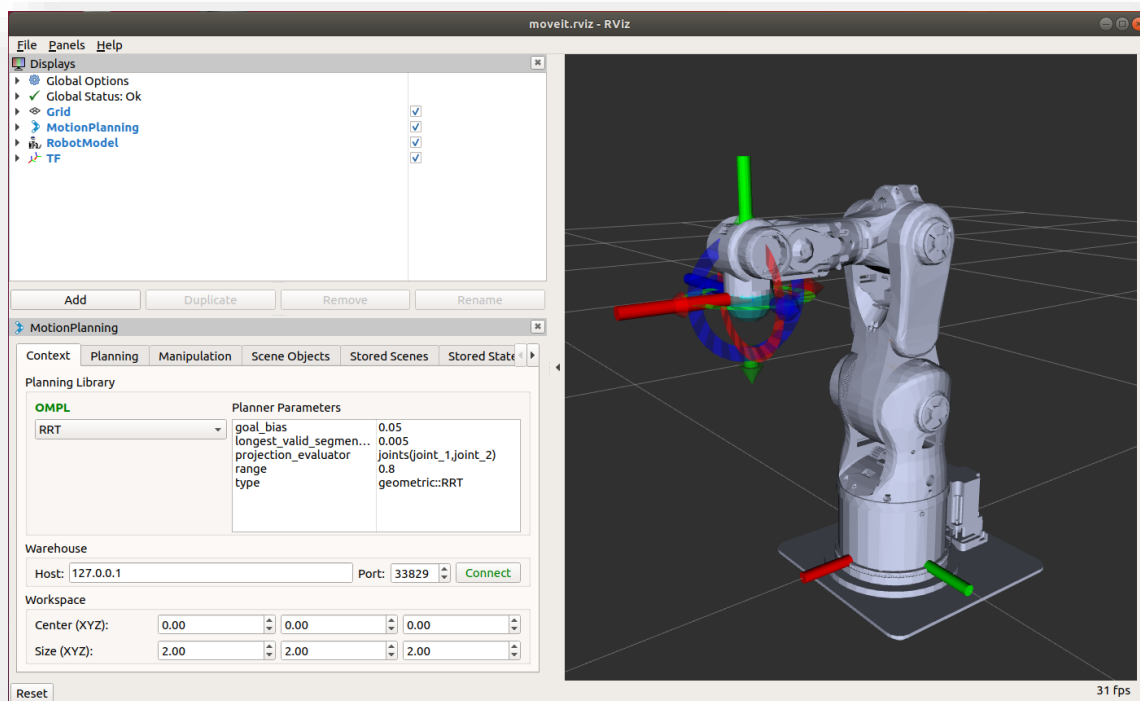 moveit.rviz - RViz
File Panels Help
Displays
Global Options
Global Status: Ok
Grid
MotionPlanning
RobotModel
TF
Add Duplicate Remove Rename
MotionPlanning
Context Planning Manipulation Scene Objects Stored Scenes Stored State
Planning Library
OMPL Planner Parameters
RRT
goal_bias 0.05
longest_valid_segmen... 0.005
projection_evaluator joints(joint_1,joint_2)
range 0.8
type geometric::RRT
Warehouse
Host: 127.0.0.1 Port: 33829 Connect
Workspace
Center (XYZ): 0.00 0.00 0.00
Size (XYZ): 2.00 2.00 2.00
Reset 31 fps